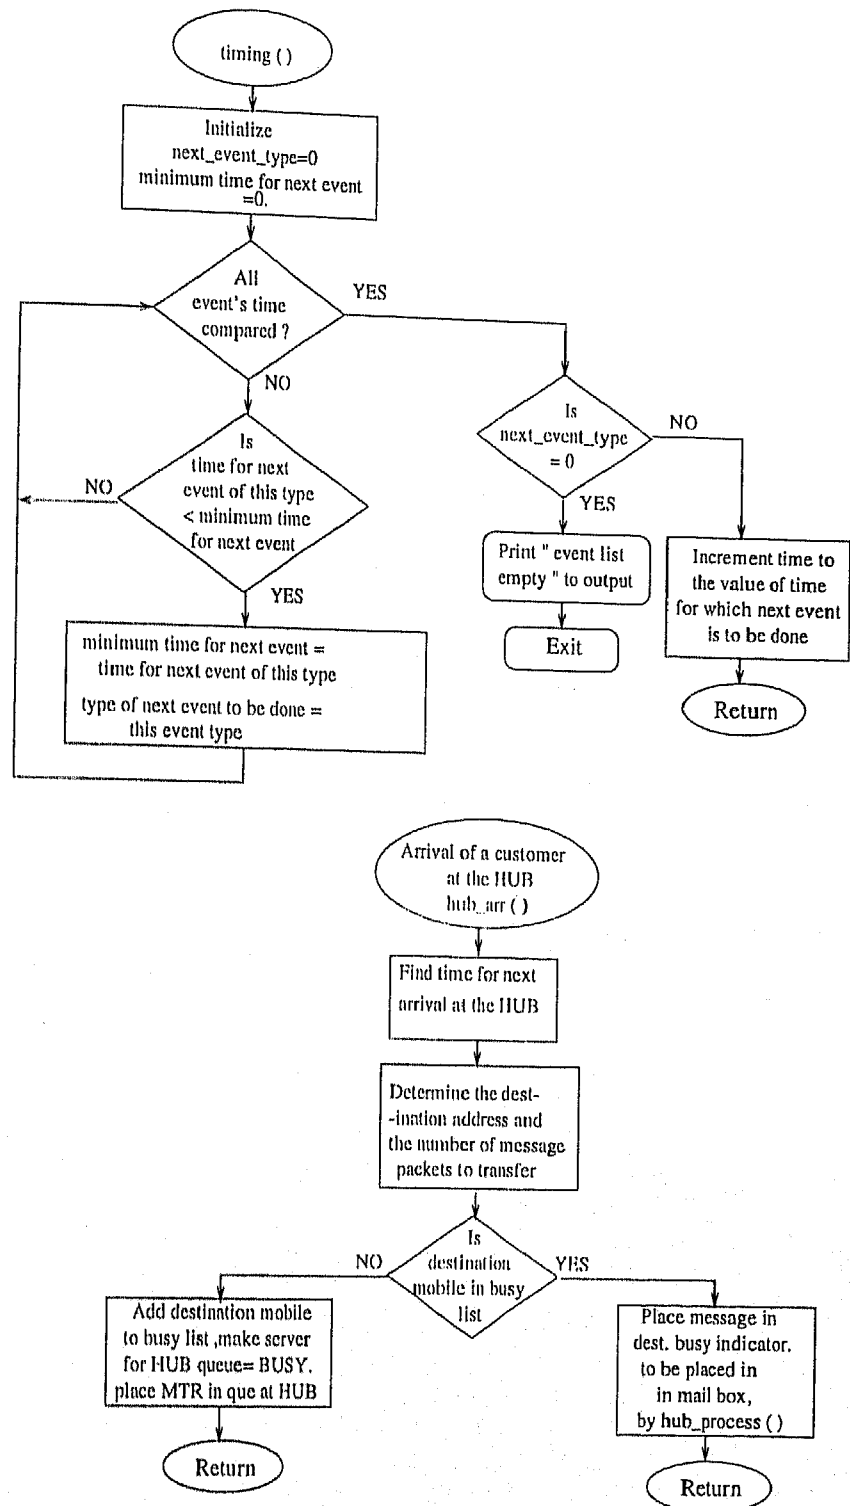 timing ( )
Initialize
next_event_type=0
minimum time for next event
=0.
All
event's time
compared ?
YES
NO
Is
time for next
event of this type
< minimum time
for next event
NO
YES
minimum time for next event =
time for next event of this type
type of next event to be done =
this event type
Is
next_event_type
= 0
NO
YES
Print " event list
empty " to output
Exit
Increment time to
the value of time
for which next event
is to be done
Return
Arrival of a customer
at the HUB
hub_arr ( )
Find time for next
arrival at the HUB
Determine the dest-
-ination address and
the number of message
packets to transfer
Is
destination
mobile in busy
list
NO
YES
Add destination mobile
to busy list ,make server
for HUB queue= BUSY.
place MTR in que at HUB
Return
Place message in
dest. busy indicator.
to be placed in
in mail box,
by hub_process ( )
Return